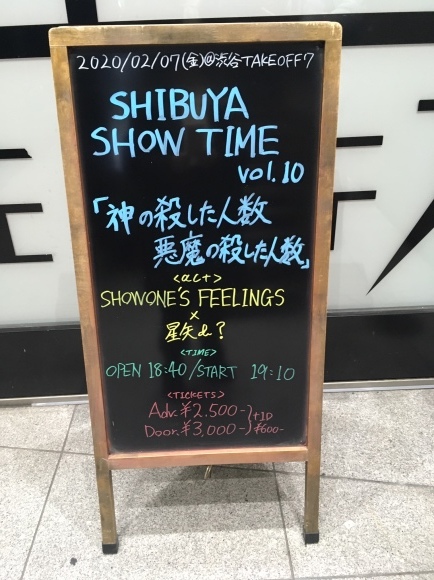 2020/02/07(金)@渋谷TAKEOFF7
SHIBUYA
SHOW TIME
vol.10
「神の殺した人数
悪魔の殺した人数」
<act>
SHOWONE'S FEELINGS
×
星矢d.?
<TIME>
OPEN 18:40/START 19:10
<TICKETS>
Adv.¥2.500-
Door.¥3,000-
+1D
¥600-